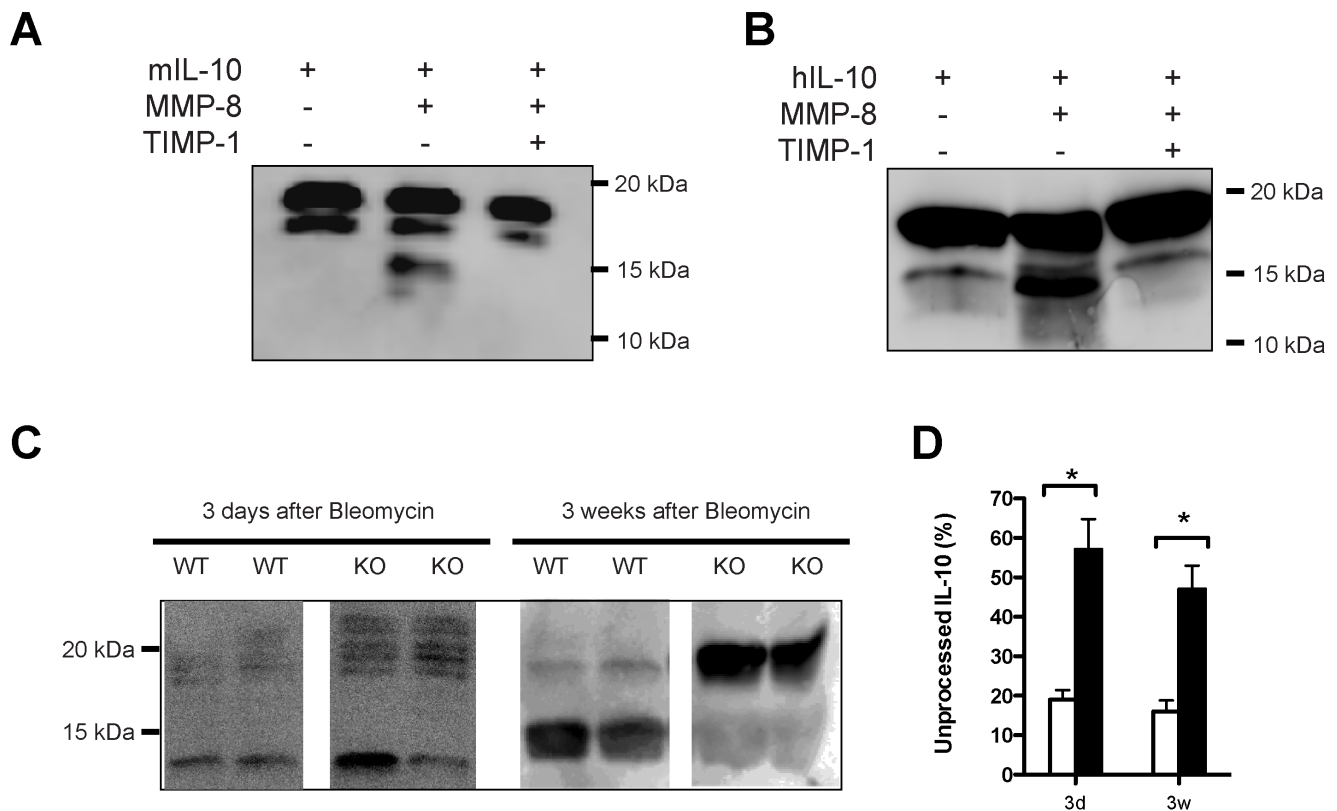 A
mIL-10 + + +
MMP-8 - + +
TIMP-1 - - +
20 kDa
15 kDa
10 kDa
B
hIL-10 + + +
MMP-8 - + +
TIMP-1 - - +
20 kDa
15 kDa
10 kDa
C
3 days after Bleomycin 3 weeks after Bleomycin
WT WT KO KO WT WT KO KO
20 kDa
15 kDa
D
Unprocessed IL-10 (%)
70
60
50
40
30
20
10
0
* *
3d 3w